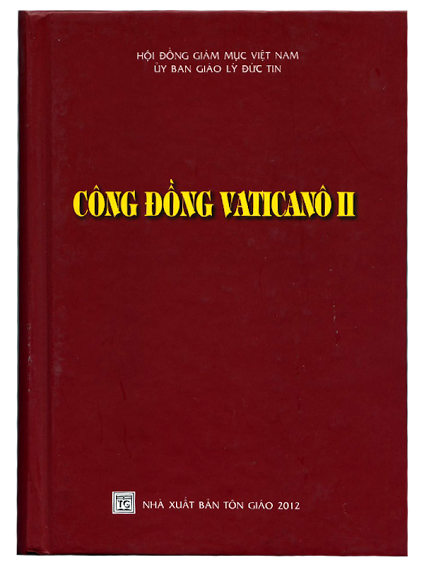 HỘI ĐỒNG GIÁM MỤC VIỆT NAM
ỦY BAN GIÁO LÝ ĐỨC TIN
CÔNG ĐỒNG VATICANÔ II
TG
NHÀ XUẤT BẢN TÔN GIÁO 2012